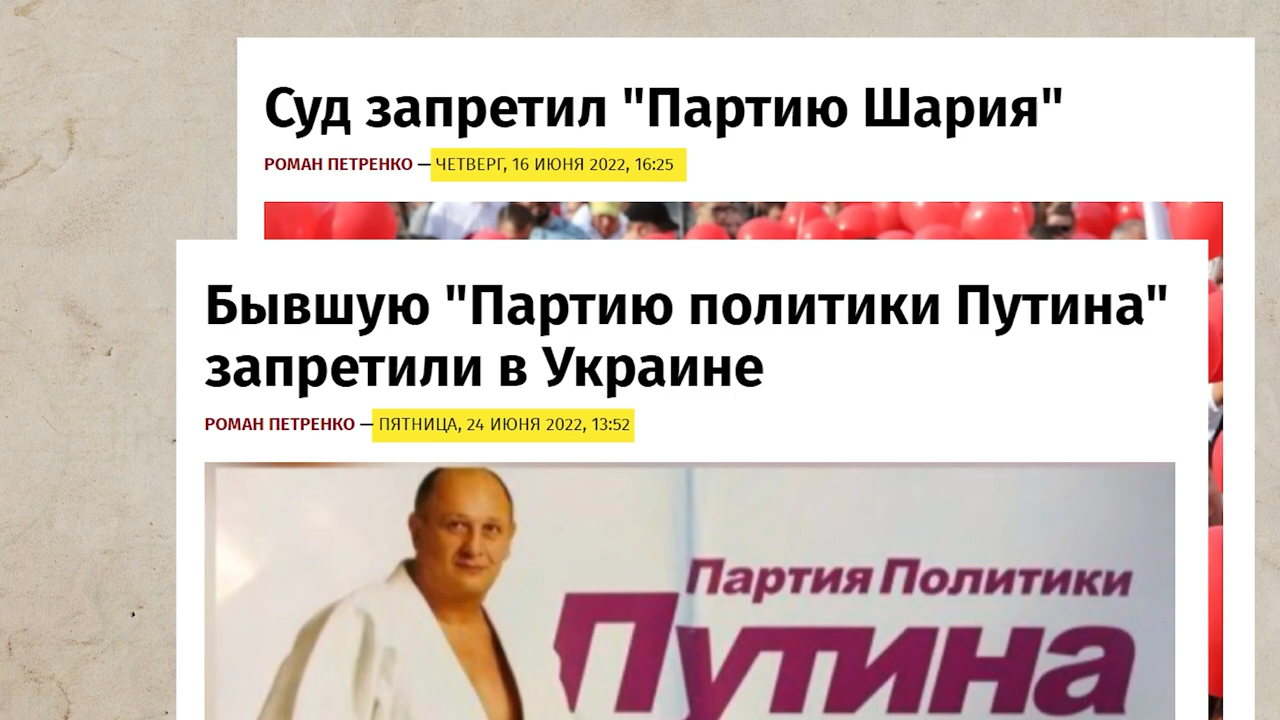 Суд запретил "Партию Шария"
РОМАН ПЕТРЕНКО — ЧЕТВЕРГ, 16 ИЮНЯ 2022, 16:25
Бывшую "Партию политики Путина"
запретили в Украине
РОМАН ПЕТРЕНКО — ПЯТНИЦА, 24 ИЮНЯ 2022, 13:52
Партия Политики
Путина